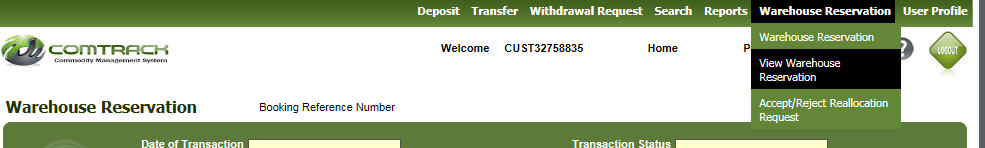 Deposit Transfer Withdrawal Request Search Reports Warehouse Reservation User Profile
COMTRACK
Commodity Management System
Welcome CUST32758835 Home P
LOGOUT
Warehouse Reservation
View Warehouse
Reservation
Accept/Reject Reallocation
Request
Warehouse Reservation Booking Reference Number
Date of Transaction Transaction Status